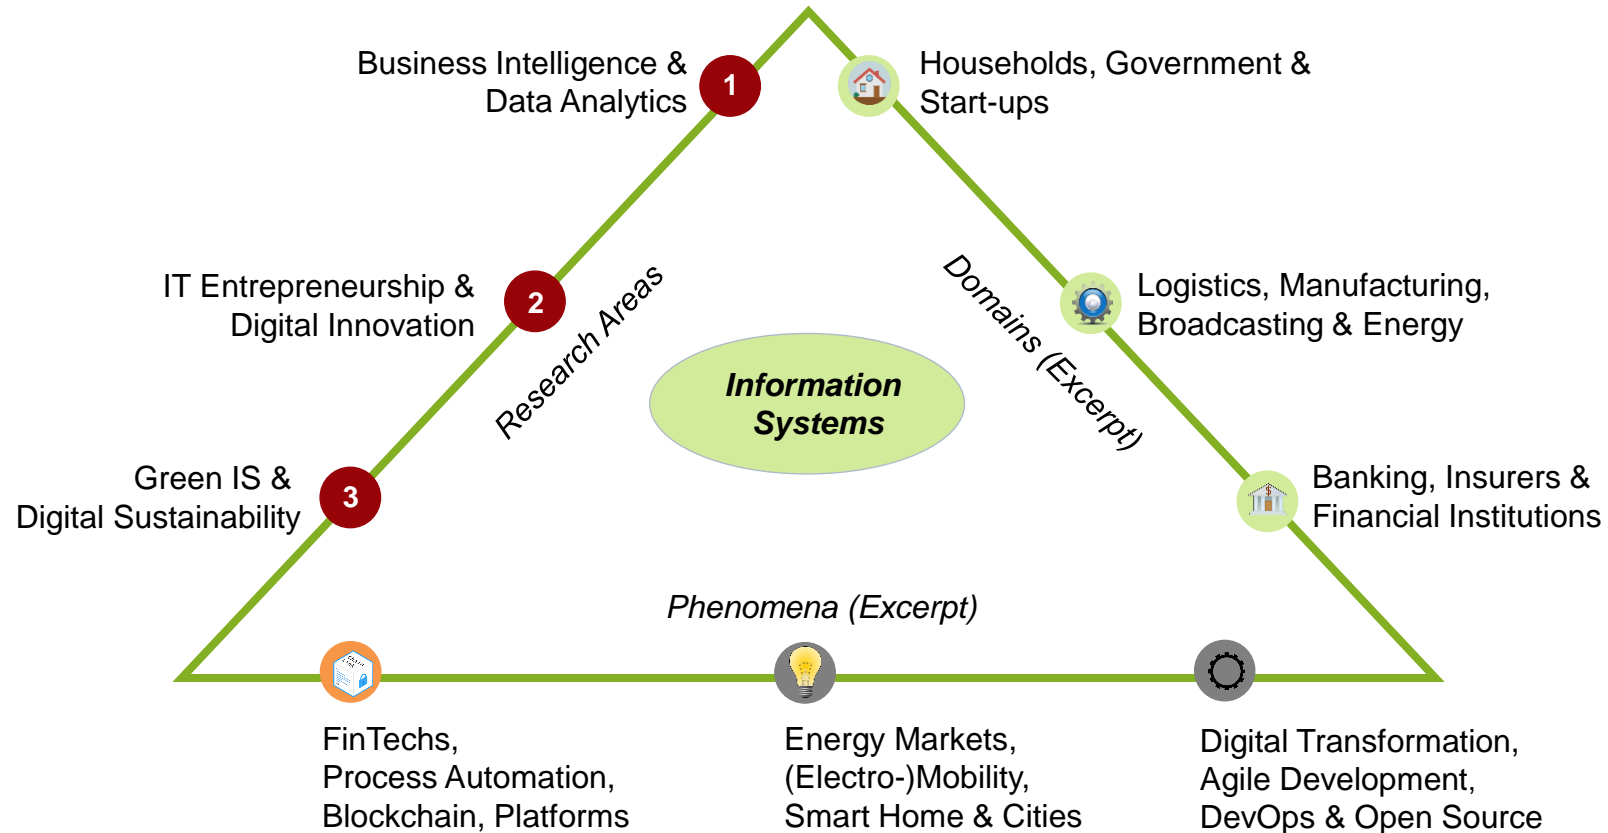 Business Intelligence &
Data Analytics
1
Households, Government &
Start-ups
IT Entrepreneurship &
Digital Innovation
2
Research Areas
Domains (Excerpt)
Logistics, Manufacturing,
Broadcasting & Energy
Information
Systems
Green IS &
Digital Sustainability
3
$
Banking, Insurers &
Financial Institutions
Phenomena (Excerpt)
FinTechs,
Process Automation,
Blockchain, Platforms
Energy Markets,
(Electro-)Mobility,
Smart Home & Cities
Digital Transformation,
Agile Development,
DevOps & Open Source